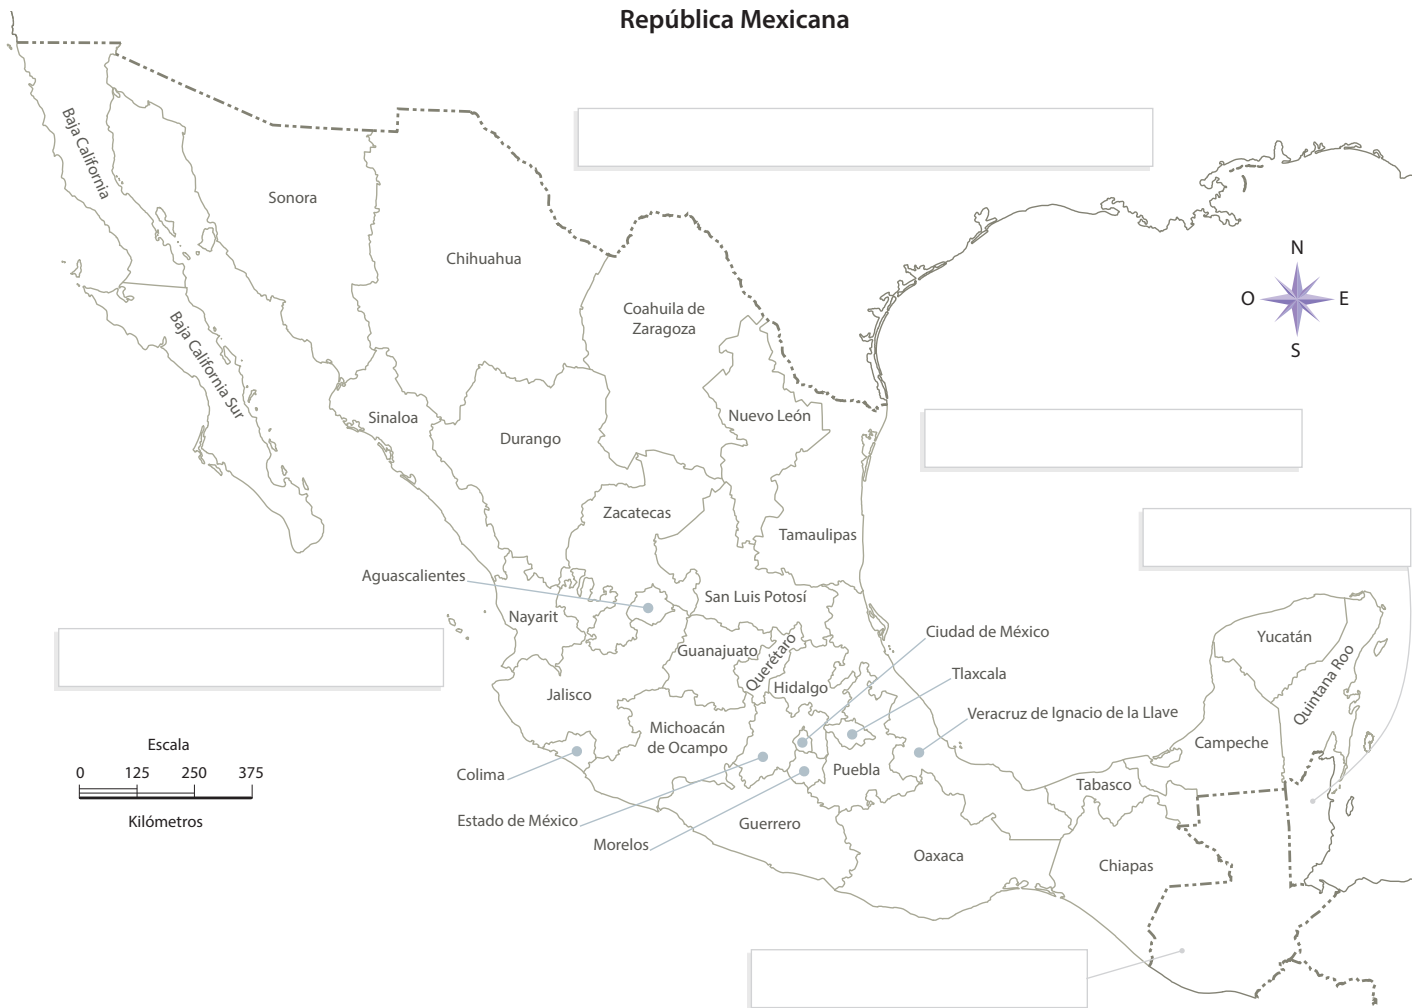 República Mexicana
Baja California
Sonora
Chihuahua
Coahuila de
Zaragoza
N
O
E
S
Baja California Sur
Sinaloa
Durango
Nuevo León
Zacatecas
Tamaulipas
Aguascalientes
San Luis Potosí
Nayarit
Guanajuato
Querétaro
Hidalgo
Ciudad de México
Tlaxcala
Veracruz de Ignacio de la Llave
Yucatán
Quintana Roo
Campeche
Jalisco
Michoacán
de Ocampo
Escala
0 125 250 375
Kilómetros
Colima
Estado de México
Morelos
Puebla
Tabasco
Guerrero
Oaxaca
Chiapas